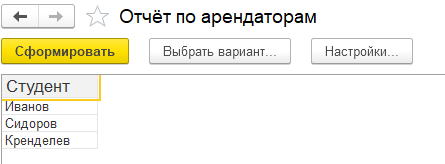 Отчёт по арендаторам
Сформировать Выбрать вариант... Настройки...
Студент
Иванов
Сидоров
Кренделев